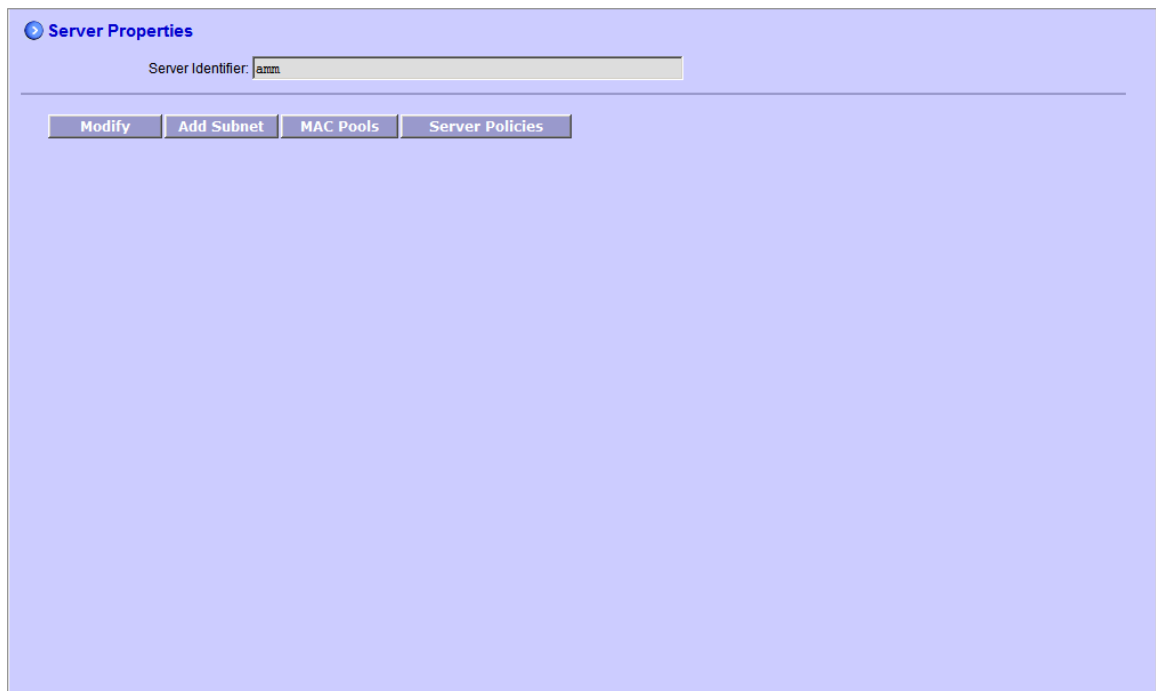 Server Properties
Server Identifier: amm
Modify Add Subnet MAC Pools Server Policies